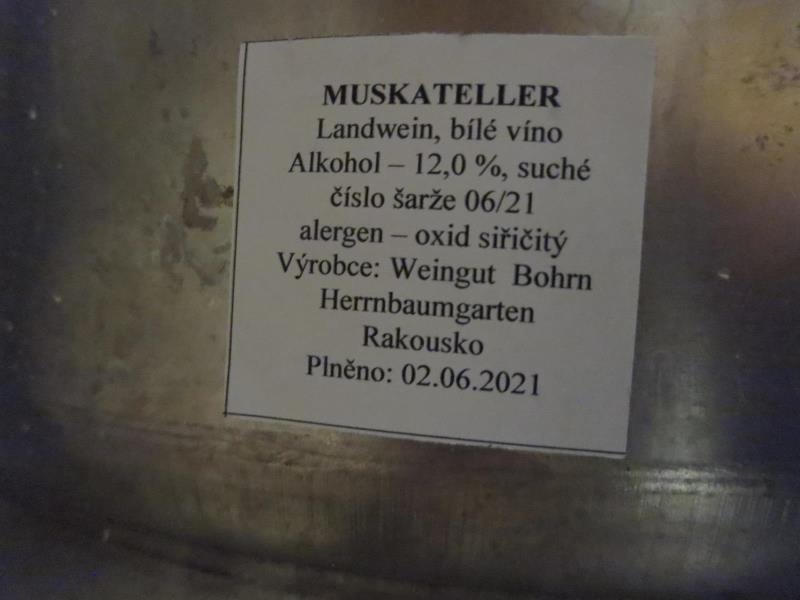 MUSKATELLER
Landwein, bílé víno
Alkohol – 12,0 %, suché
číslo šarže 06/21
alergen – oxid siřičitý
Výrobce: Weingut Bohrn
Herrnbaumgarten
Rakousko
Plněno: 02.06.2021